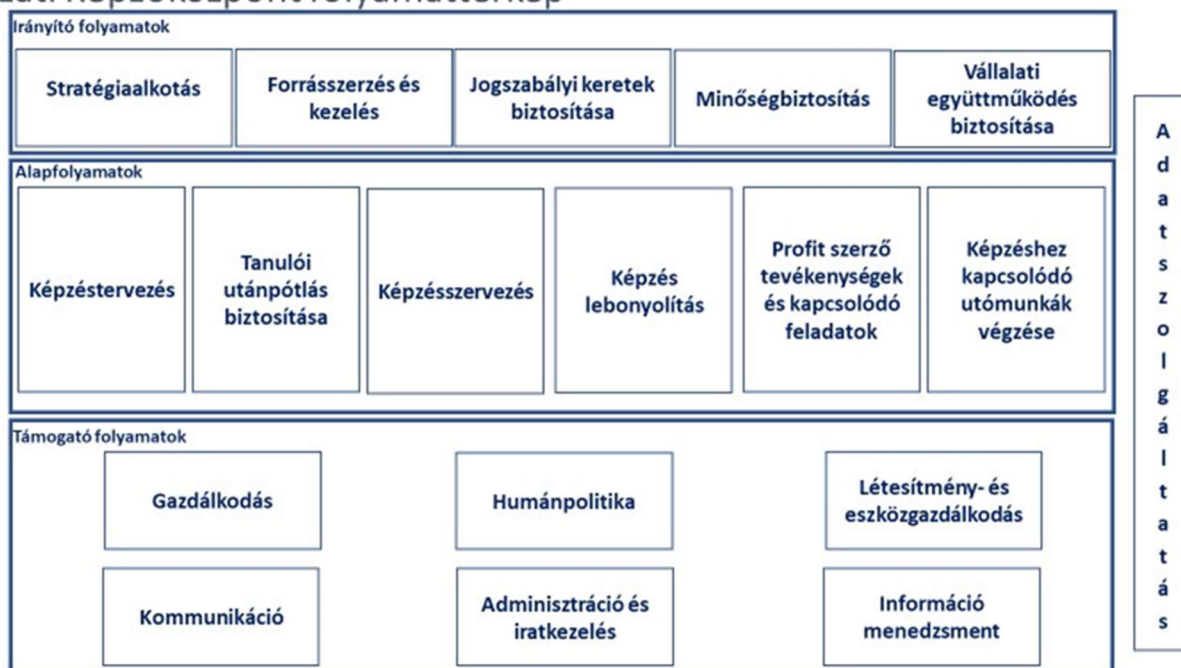 Képzőközpont folyamattérkép
Irányító folyamatok
Stratégiaalkotás
Forrásszerzés és
kezelés
Jogszabályi keretek
biztosítása
Minőségbiztosítás
Vállalati
együttműködés
biztosítása
Alapfolyamatok
Képzéstervezés
Tanulói
utánpótlás
biztosítása
Képzésszervezés
Képzés
lebonyolítás
Profit szerző
tevékenységek
és kapcsolódó
feladatok
Képzéshez
kapcsolódó
utómunkák
végzése
Támogató folyamatok
Gazdálkodás
Humánpolitika
Létesítmény- és
eszközgazdálkodás
Kommunikáció
Adminisztráció és
iratkezelés
Információ
menedzsment
A
d
a
t
s
z
o
l
g
á
l
t
a
t
á
s